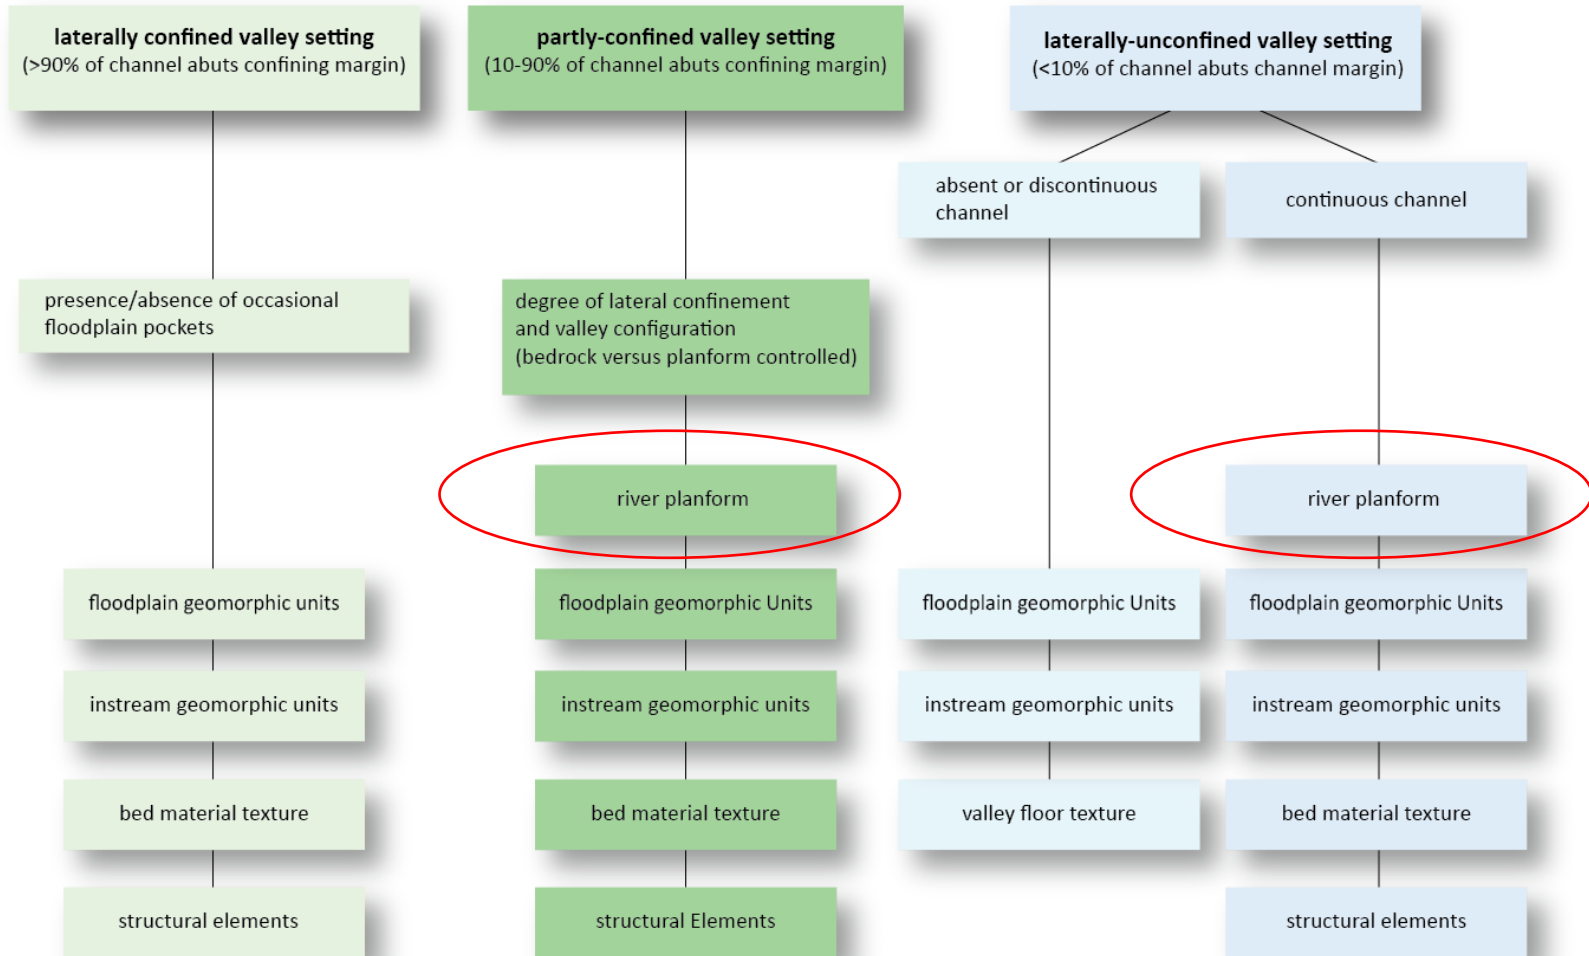 laterally confined valley setting
(>90% of channel abuts confining margin)
partly-confined valley setting
(10-90% of channel abuts confining margin)
laterally-unconfined valley setting
(<10% of channel abuts channel margin)
absent or discontinuous
channel
continuous channel
presence/absence of occasional
floodplain pockets
degree of lateral confinement
and valley configuration
(bedrock versus planform controlled)
river planform
river planform
floodplain geomorphic units
floodplain geomorphic Units
floodplain geomorphic Units
floodplain geomorphic Units
instream geomorphic units
instream geomorphic units
instream geomorphic units
instream geomorphic units
bed material texture
bed material texture
valley floor texture
bed material texture
structural elements
structural Elements
structural elements